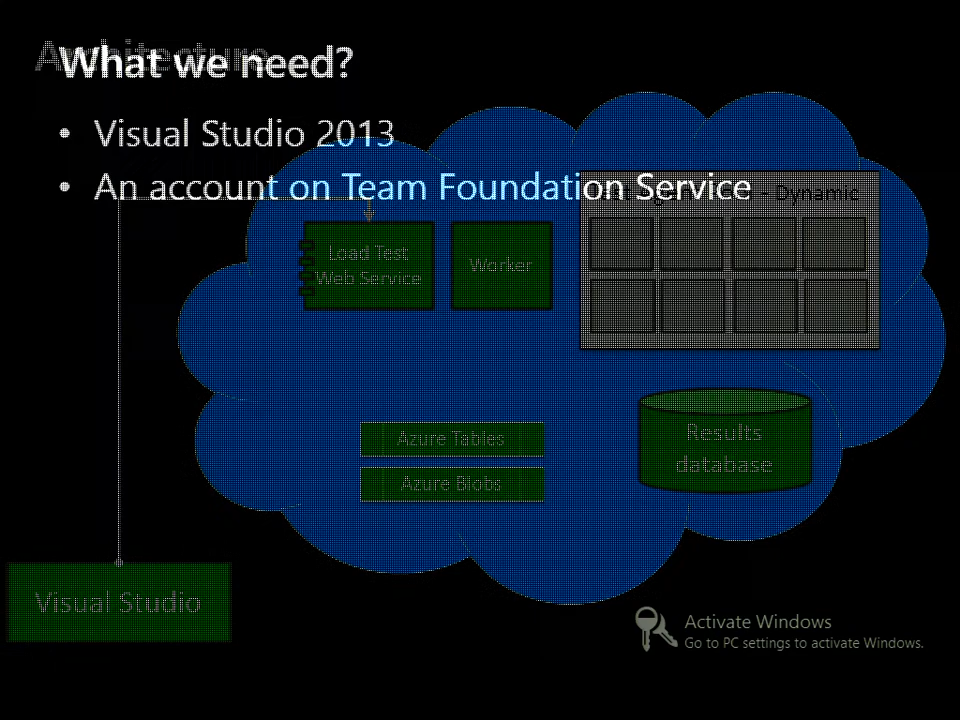 Architecture
What we need?
• Visual Studio 2013
• An account on Team Foundation Service
- Dynamic
Load Test
Web Service
Worker
Azure Tables
Azure Blobs
Results
database
Visual Studio
Activate Windows
Go to PC settings to activate Windows.